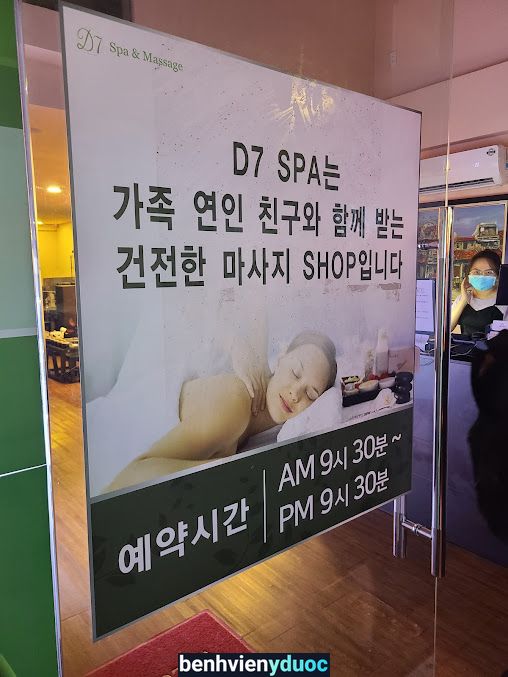 D7 Spa & Massage
D7 SPA는
가족 연인 친구와 함께 받는
건전한 마사지 SHOP입니다
예약시간
AM 9시 30분 ~
PM 9시 30분
benhvienyduoc